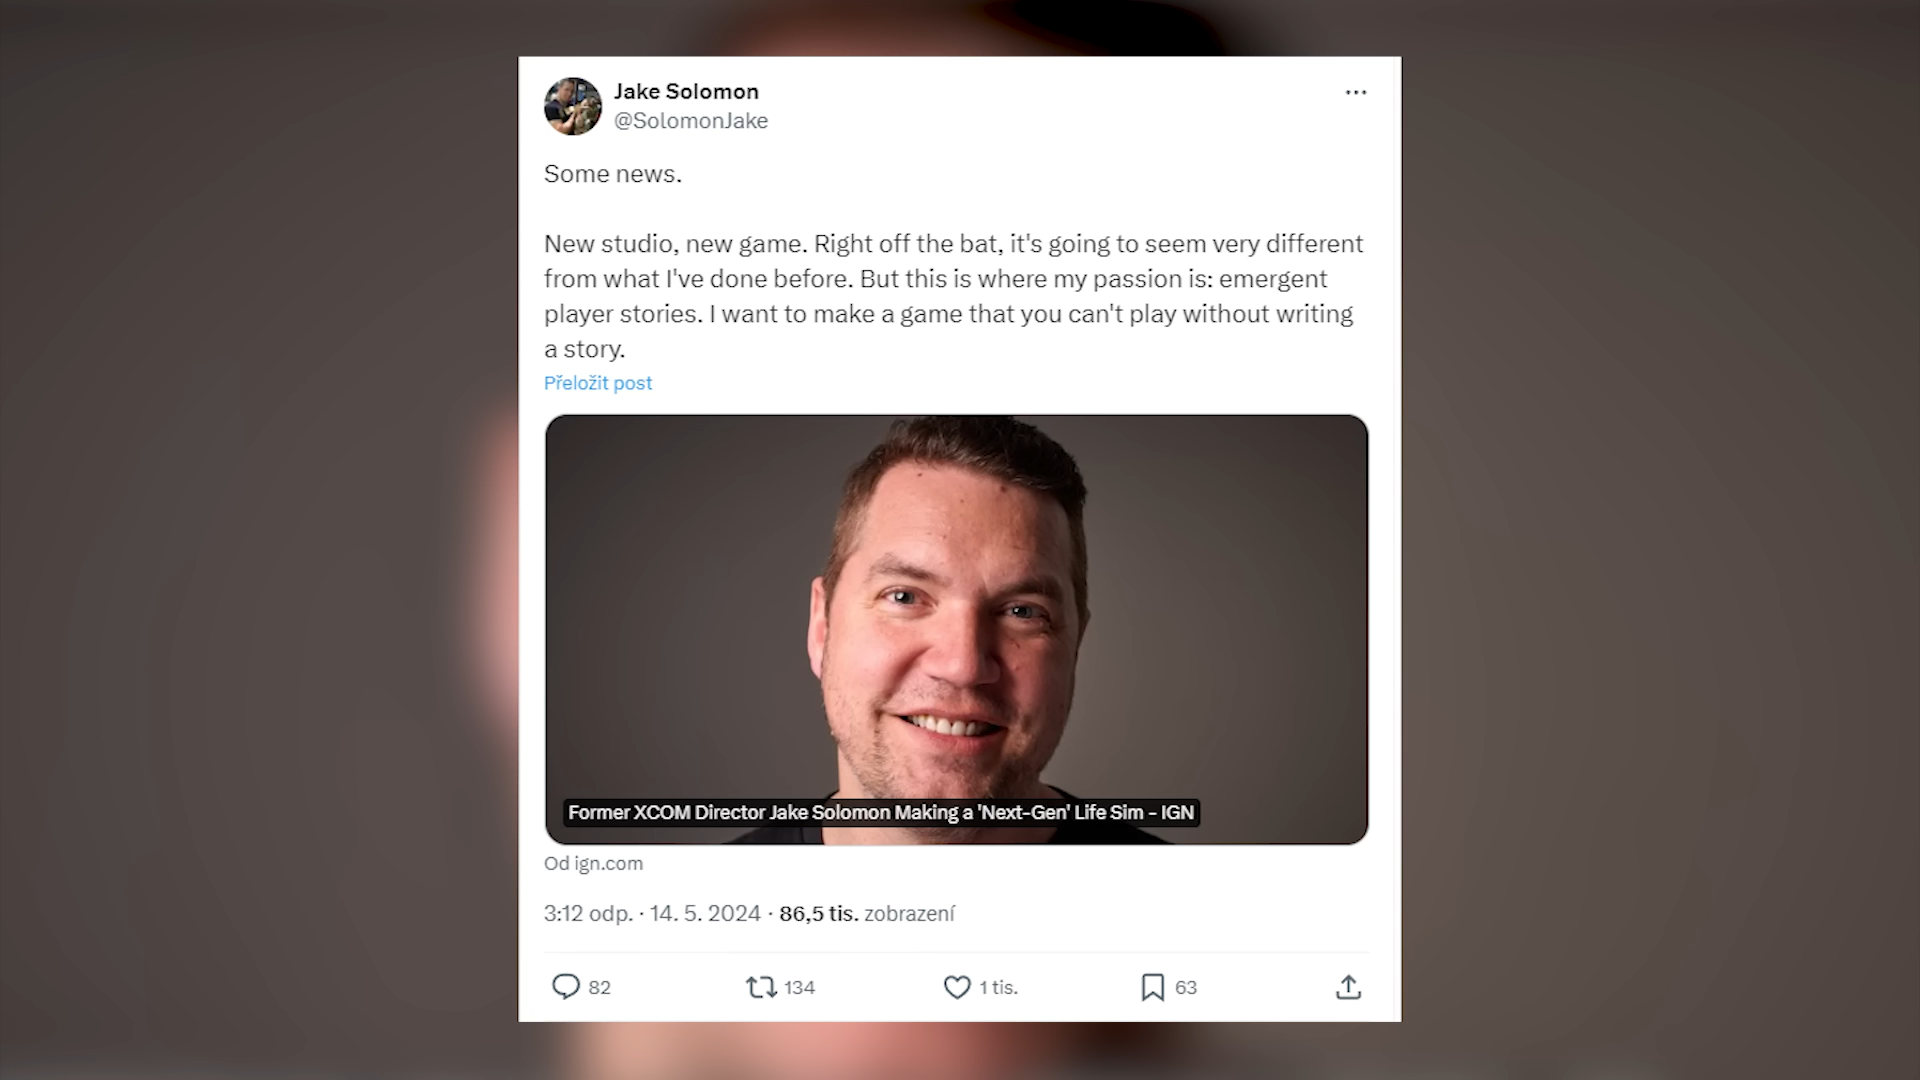 Jake Solomon
@SolomonJake
Some news.
New studio, new game. Right off the bat, it's going to seem very different
from what I've done before. But this is where my passion is: emergent
player stories. I want to make a game that you can't play without writing
a story.
Přeložit post
Former XCOM Director Jake Solomon Making a 'Next-Gen' Life Sim - IGN
Od ign.com
3:12 odp. · 14. 5. 2024 · 86,5 tis. zobrazení
82 134 1 tis. 63